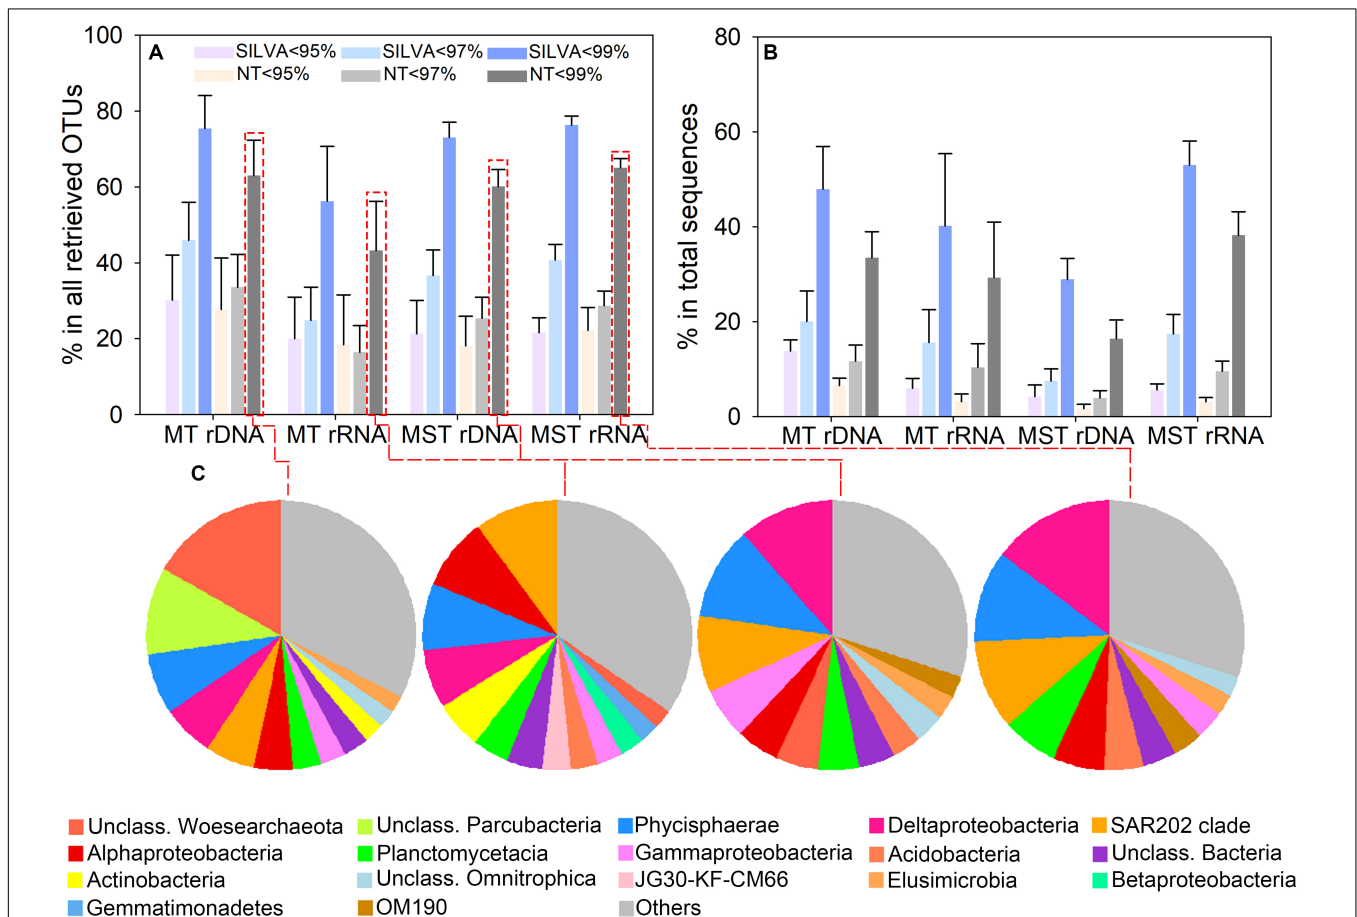 A
SILVA<95% SILVA<97% SILVA<99%
NT<95% NT<97% NT<99%
% in all retrieived OTUs
100
80
60
40
20
0
MT rDNA MT rRNA MST rDNA MST rRNA
B
% in total sequences
80
60
40
20
0
MT rDNA MT rRNA MST rDNA MST rRNA
C
Unclass. Woesearchaeota Unclass. Parcubacteria Phycisphaerae Deltaproteobacteria SAR202 clade
Alphaproteobacteria Planctomycetacia Gammaproteobacteria Acidobacteria Unclass. Bacteria
Actinobacteria Unclass. Omnitrophica JG30-KF-CM66 Elusimicrobia Betaproteobacteria
Gemmatimonadetes OM190 Others